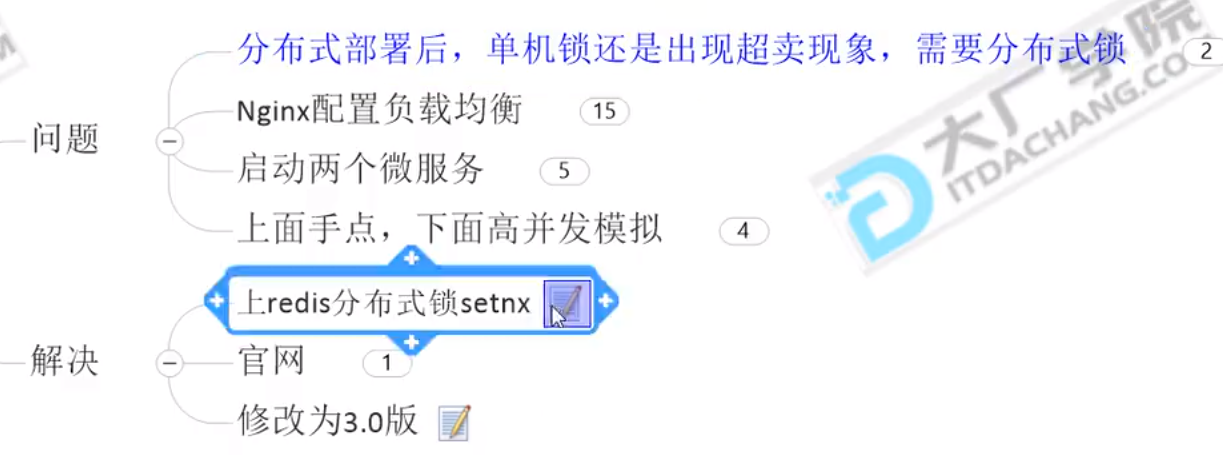 分布式部署后，单机锁还是出现超卖现象，需要分布式锁 2
Nginx配置负载均衡 15
问题
启动两个微服务 5
上面手点，下面高并发模拟 4
上redis分布式锁setnx
解决
官网 1
修改为3.0版
大厂学院
ITDACHANG.CO